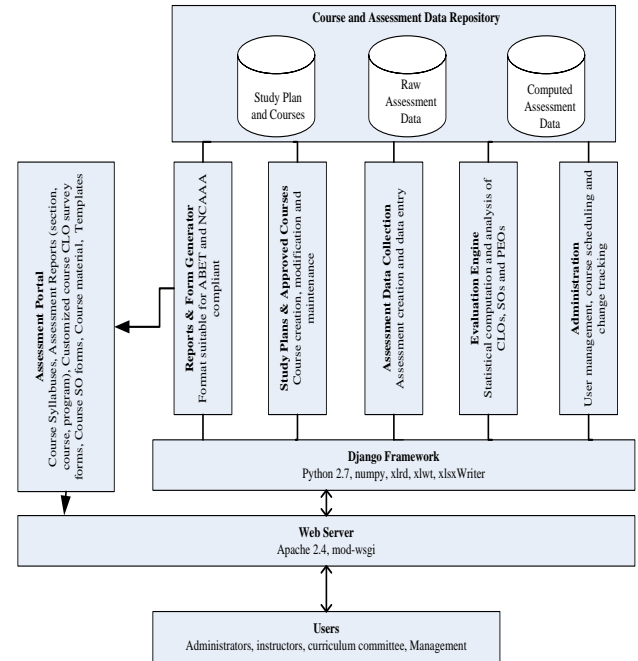 Course and Assessment Data Repository
Study Plan
and Courses
Raw
Assessment
Data
Computed
Assessment
Data
Assessment Portal
Course Syllabuses, Assessment Reports (section,
course, program), Customized course CLO survey
forms, Course SO forms, Course material, Templates
Reports & Form Generator
Format suitable for ABET and NCAAA
compliant
Study Plans & Approved Courses
Course creation, modification and
maintenance
Assessment Data Collection
Assessment creation and data entry
Evaluation Engine
Statistical computation and analysis of
CLOs, SOs and PEOs
Administration
User management, course scheduling and
change tracking
Django Framework
Python 2.7, numpy, xlrd, xlwt, xlsxWriter
Web Server
Apache 2.4, mod-wsgi
Users
Administrators, instructors, curriculum committee, Management